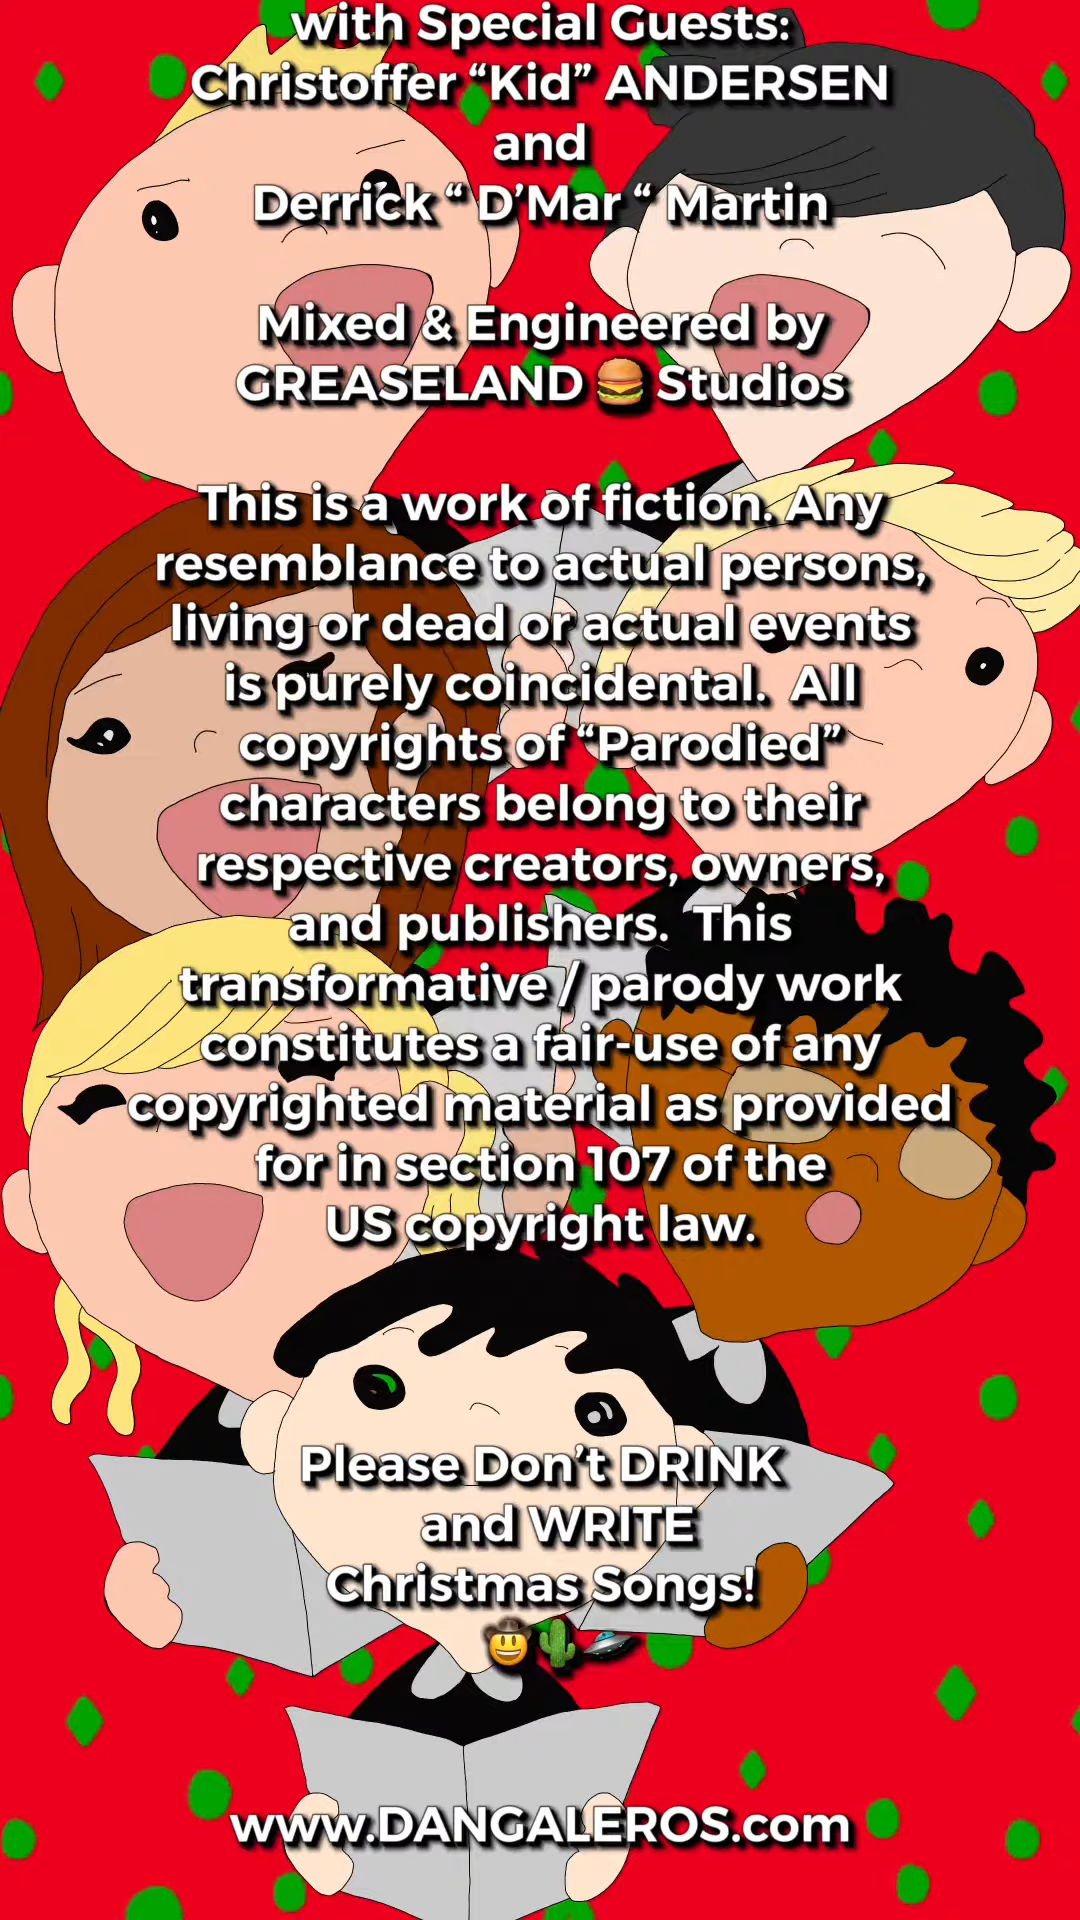 with Special Guests:
Christoffer “Kid” ANDERSEN
and
Derrick “ D’Mar “ Martin
Mixed & Engineered by
GREASELAND 🍔 Studios
This is a work of fiction. Any
resemblance to actual persons,
living or dead or actual events
is purely coincidental.  All
copyrights of “Parodied”
characters belong to their
respective creators, owners,
and publishers.  This
transformative / parody work
constitutes a fair-use of any
copyrighted material as provided
for in section 107 of the
US copyright law.
Please Don’t DRINK
and WRITE
Christmas Songs!
🤠🌵🛸
www.DANGALEROS.com